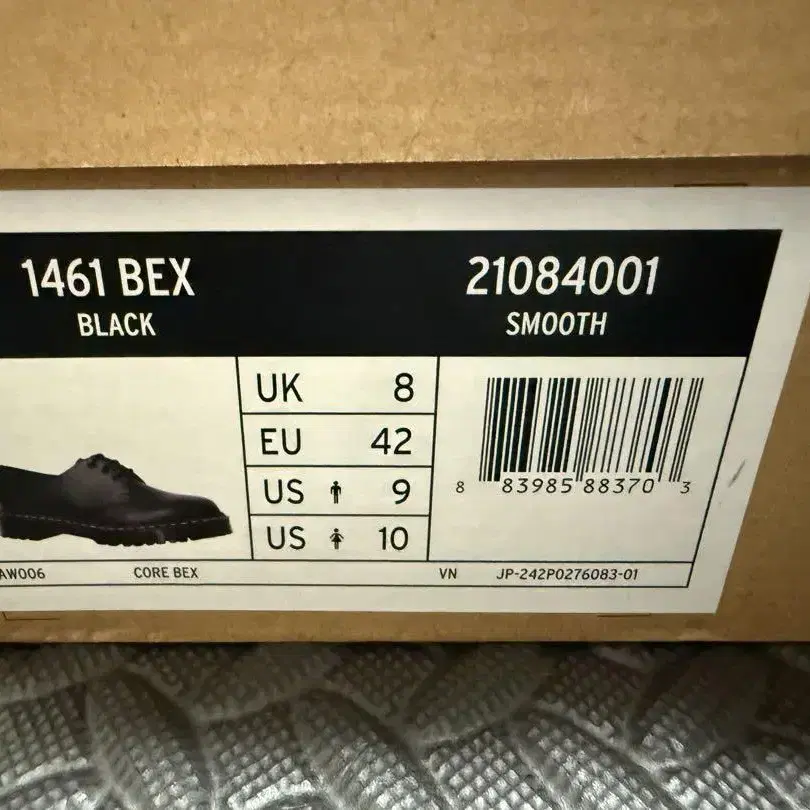 1461 BEX
BLACK
21084001
SMOOTH
UK 8
EU 42
US 9
US 10
8 83985 88370 3
AW006 CORE BEX VN JP-242P0276083-01